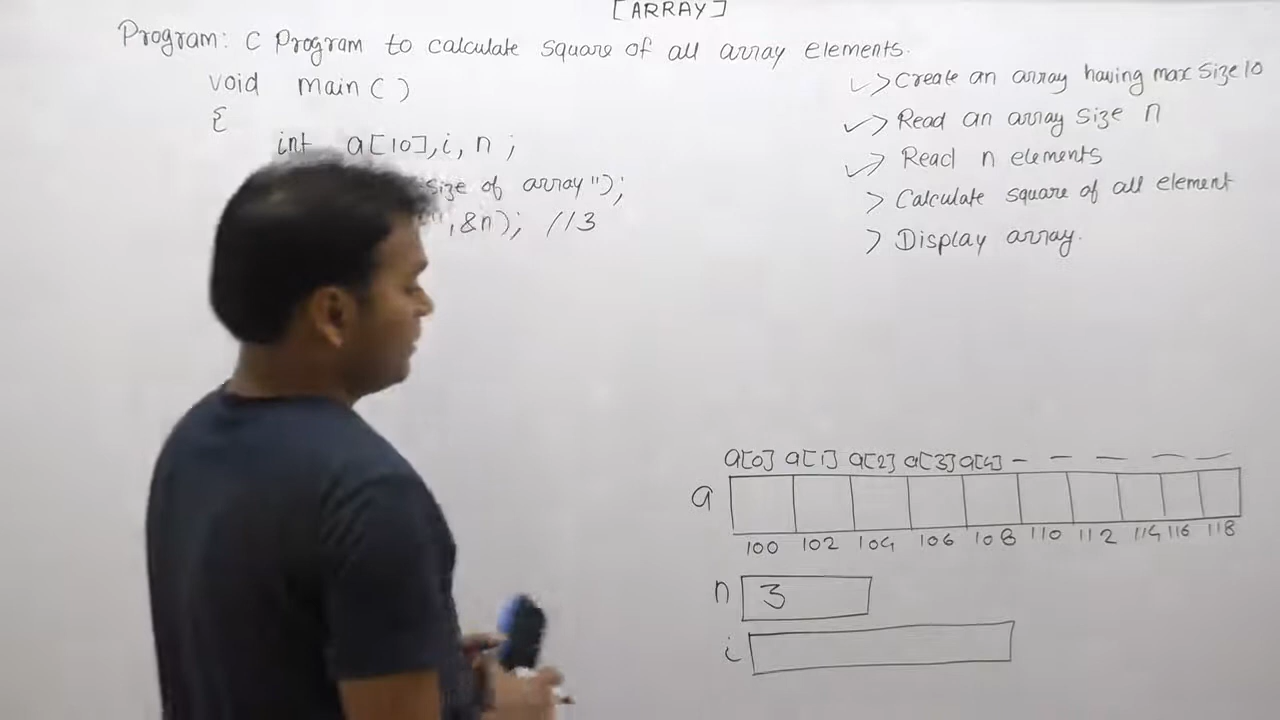 [ARRAY]
Program: C Program to calculate square of all array elements.
void main()
{
int a[10],i,n;
size of array");
",&n); //3
> Create an array having max size 10
> Read an array size n
> Read n elements
> Calculate square of all element
> Display array.
a[0] a[1] a[2] a[3] a[4] - - - - -
a
100 102 104 106 108 110 112 114 116 118
n 3
i